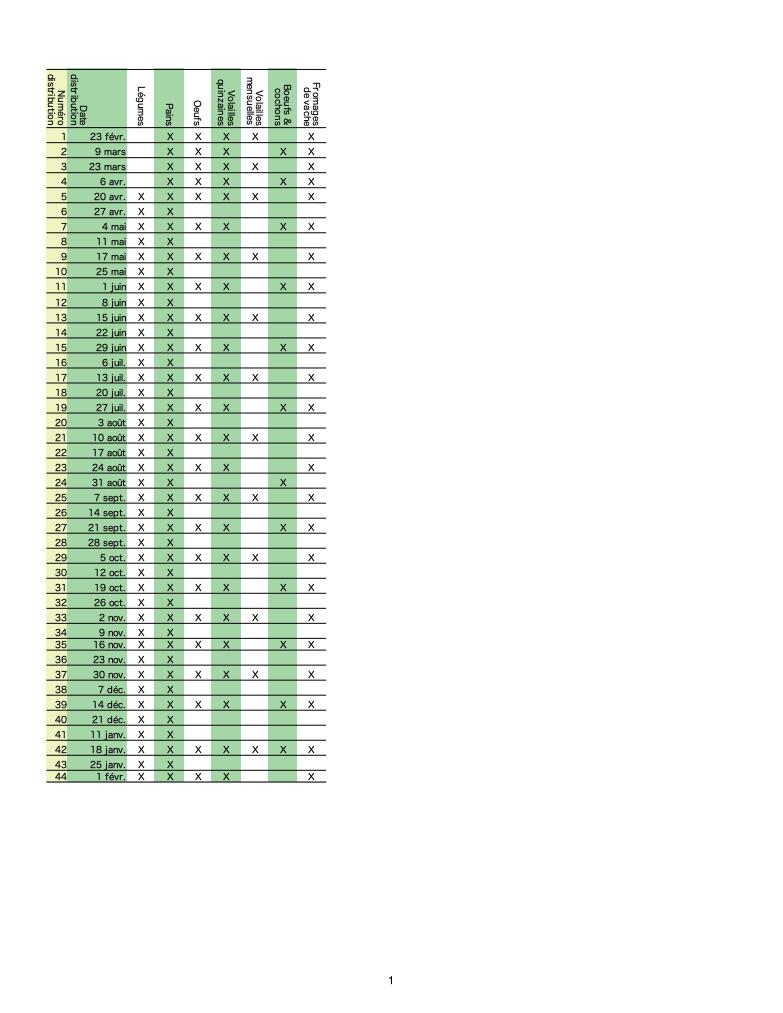 Numéro distribution Date distribution Légumes Pains Oeufs Volailles quinzaines Volailles mensuelles Boeufs & cochons Fromages de vache
1 23 févr. X X X X X
2 9 mars X X X X X
3 23 mars X X X X X
4 6 avr. X X X X X
5 20 avr. X X X X X X
6 27 avr. X X
7 4 mai X X X X X X
8 11 mai X X
9 17 mai X X X X X X
10 25 mai X X
11 1 juin X X X X X X
12 8 juin X X
13 15 juin X X X X X X
14 22 juin X X
15 29 juin X X X X X X
16 6 juil. X X
17 13 juil. X X X X X X
18 20 juil. X X
19 27 juil. X X X X X X
20 3 août X X
21 10 août X X X X X X
22 17 août X X
23 24 août X X X X X
24 31 août X X X
25 7 sept. X X X X X X
26 14 sept. X X
27 21 sept. X X X X X X
28 28 sept. X X
29 5 oct. X X X X X X
30 12 oct. X X
31 19 oct. X X X X X X
32 26 oct. X X
33 2 nov. X X X X X X
34 9 nov. X X
35 16 nov. X X X X X X
36 23 nov. X X
37 30 nov. X X X X X X
38 7 déc. X X
39 14 déc. X X X X X X
40 21 déc. X X
41 11 janv. X X
42 18 janv. X X X X X X X
43 25 janv. X X
44 1 févr. X X X X X
1